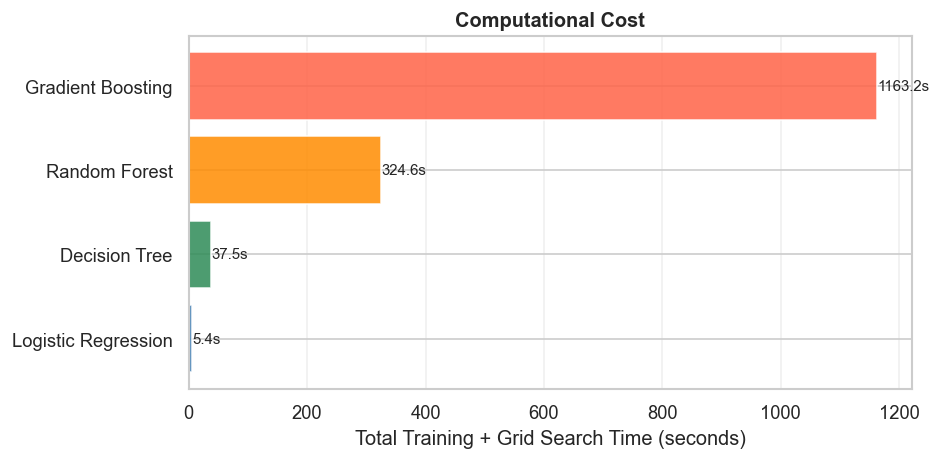 Computational Cost
Gradient Boosting
1163.2s
Random Forest
324.6s
Decision Tree
37.5s
Logistic Regression
5.4s
0 200 400 600 800 1000 1200
Total Training + Grid Search Time (seconds)